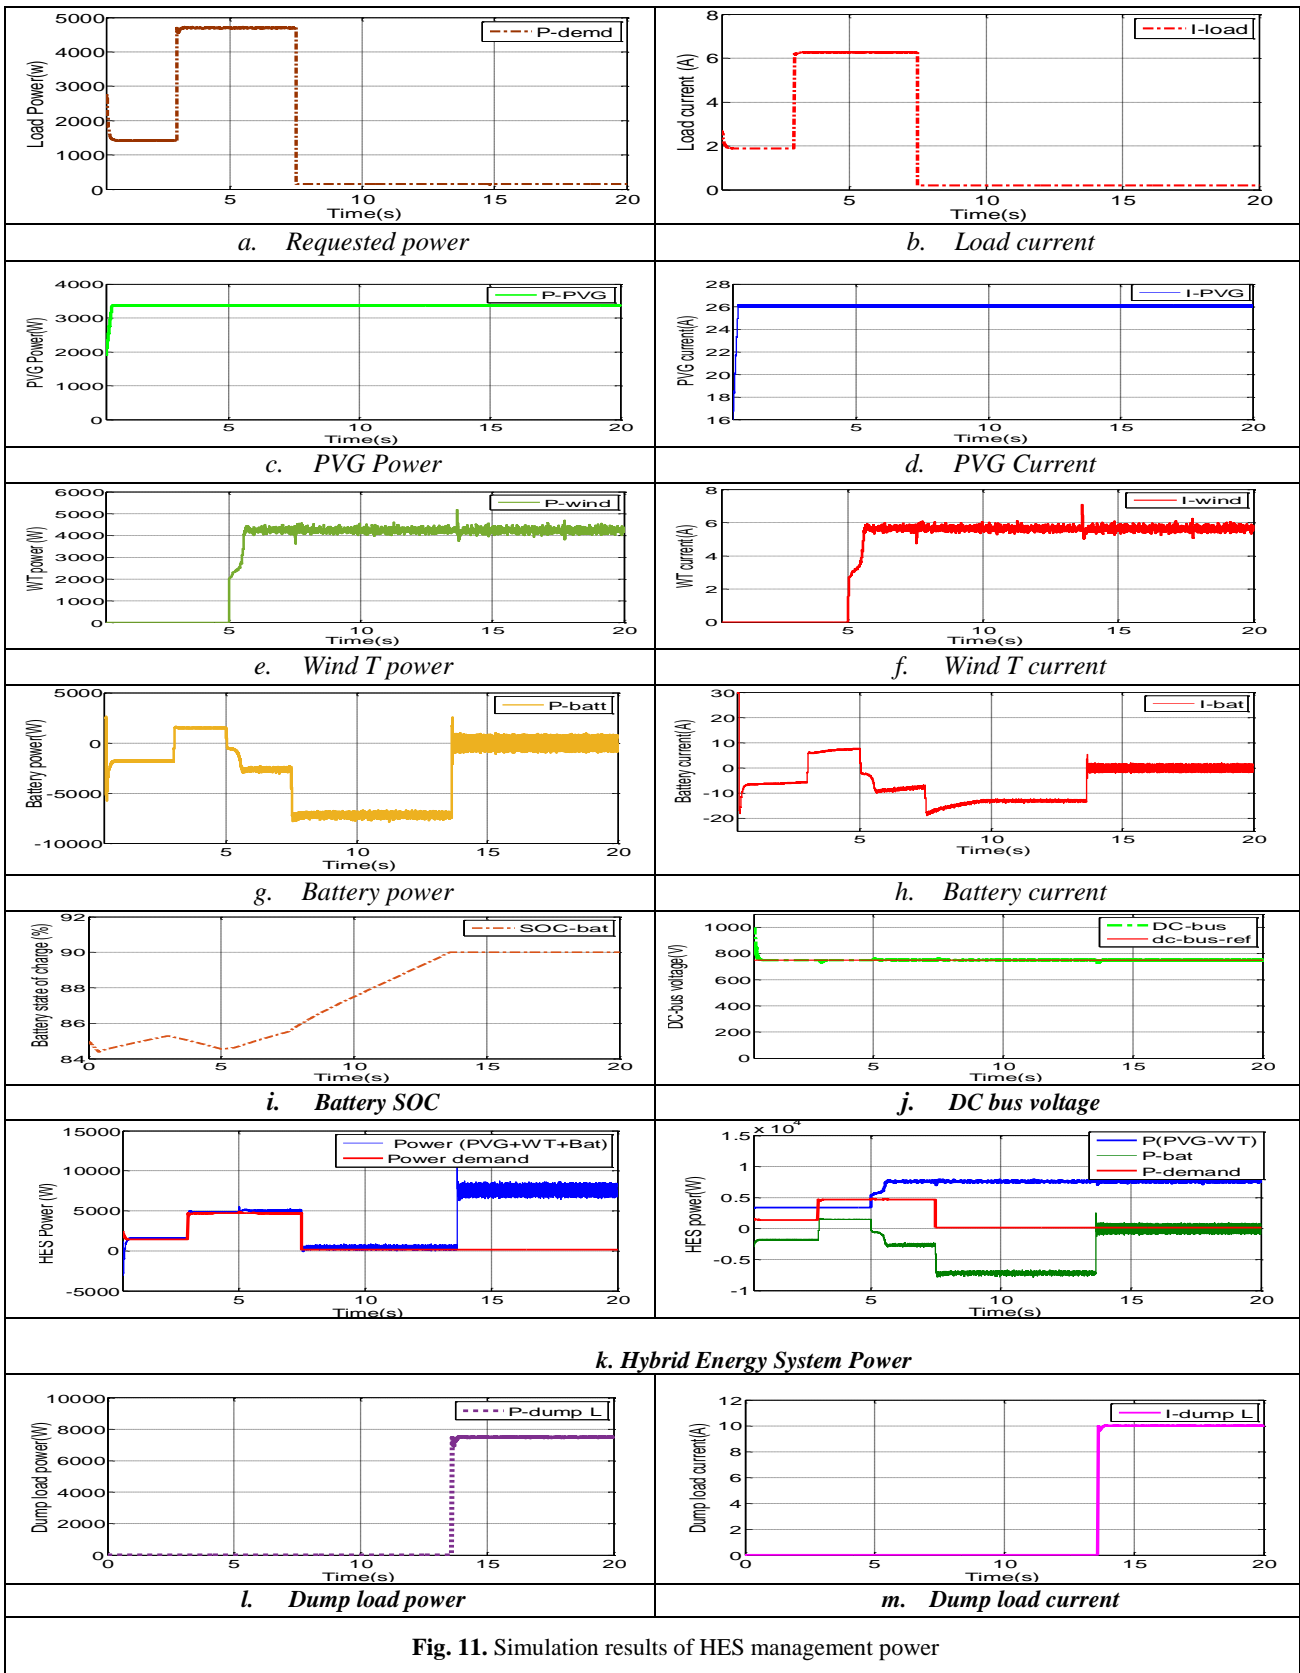 5000
4000
3000
2000
1000
0
Load Power(w)
P-demd
5 10 15 20
Time(s)
8
6
4
2
0
Load current (A)
I-load
5 10 15 20
Time(s)
a. Requested power
b. Load current
4000
3000
2000
1000
0
PVG Power(W)
P-PVG
5 10 15 20
Time(s)
28
26
24
22
20
18
16
PVG current(A)
I-PVG
5 10 15 20
Time(s)
c. PVG Power
d. PVG Current
6000
5000
4000
3000
2000
1000
0
WT power (W)
P-wind
5 10 15 20
Time(s)
8
6
4
2
0
WT current(A)
I-wind
5 10 15 20
Time(s)
e. Wind T power
f. Wind T current
5000
0
-5000
-10000
Battery power(W)
P-batt
5 10 15 20
Time(s)
30
20
10
0
-10
-20
Battery current(A)
I-bat
5 10 15 20
Time(s)
g. Battery power
h. Battery current
92
90
88
86
84
Battery state of charge (%)
SOC-bat
0 5 10 15 20
Time(s)
1000
800
600
400
200
0
DC-bus voltage(V)
DC-bus
dc-bus-ref
5 10 15 20
Time(s)
i. Battery SOC
j. DC bus voltage
15000
10000
5000
0
-5000
HES Power (W)
Power (PVG+WT+Bat)
Power demand
5 10 15 20
Time(s)
x 10^4
1.5
1
0.5
0
-0.5
-1
HES power(W)
P(PVG-WT)
P-bat
P-demand
5 10 15 20
Time(s)
k. Hybrid Energy System Power
10000
8000
6000
4000
2000
0
Dump load power(W)
P-dump L
0 5 10 15 20
Time(s)
12
10
8
6
4
2
0
Dump load current(A)
I-dump L
0 5 10 15 20
Time(s)
l. Dump load power
m. Dump load current
Fig. 11. Simulation results of HES management power